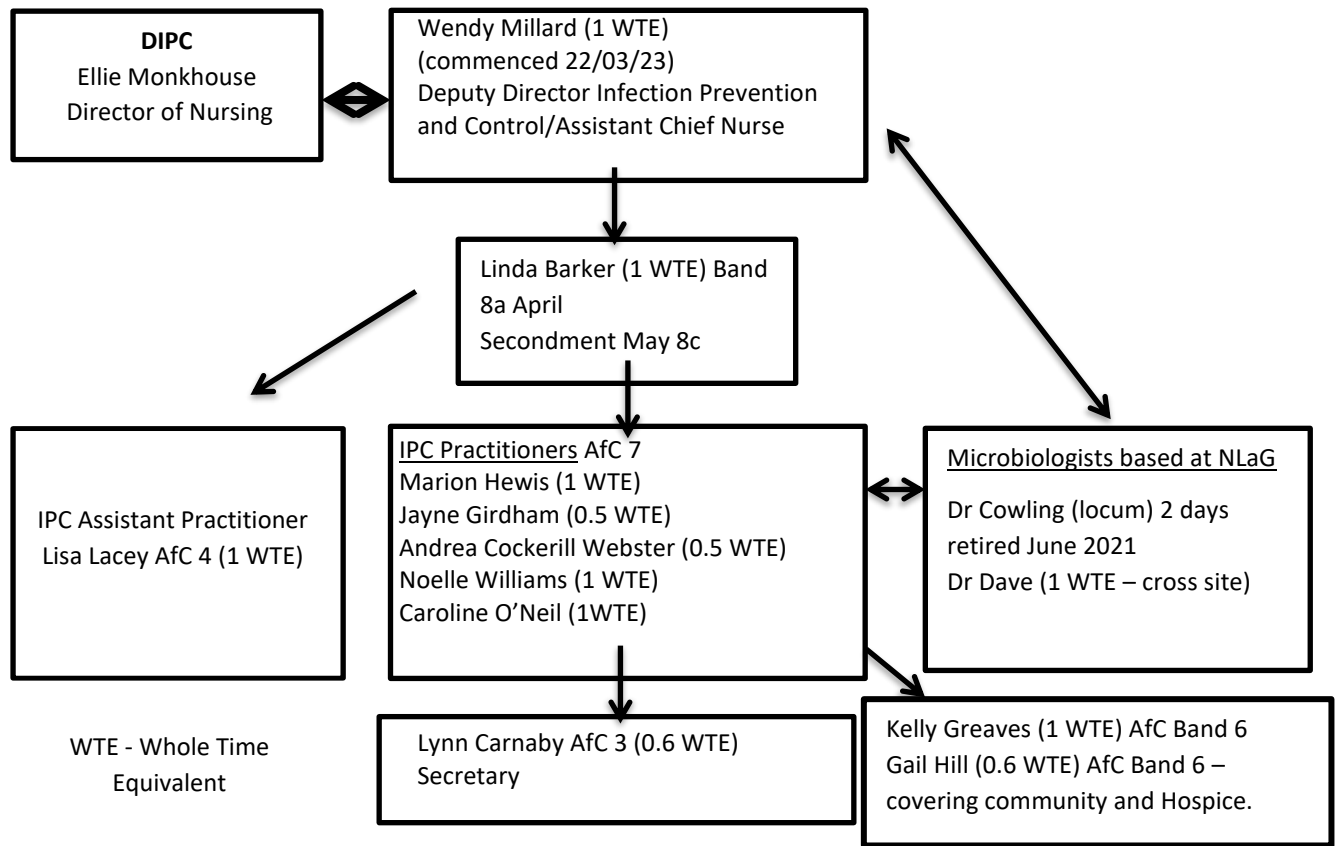 DIPC
Ellie Monkhouse
Director of Nursing
Wendy Millard (1 WTE)
(commenced 22/03/23)
Deputy Director Infection Prevention
and Control/Assistant Chief Nurse
Linda Barker (1 WTE) Band
8a April
Secondment May 8c
IPC Assistant Practitioner
Lisa Lacey AfC 4 (1 WTE)
IPC Practitioners AfC 7
Marion Hewis (1 WTE)
Jayne Girdham (0.5 WTE)
Andrea Cockerill Webster (0.5 WTE)
Noelle Williams (1 WTE)
Caroline O’Neil (1WTE)
Microbiologists based at NLaG
Dr Cowling (locum) 2 days
retired June 2021
Dr Dave (1 WTE – cross site)
WTE - Whole Time
Equivalent
Lynn Carnaby AfC 3 (0.6 WTE)
Secretary
Kelly Greaves (1 WTE) AfC Band 6
Gail Hill (0.6 WTE) AfC Band 6 –
covering community and Hospice.